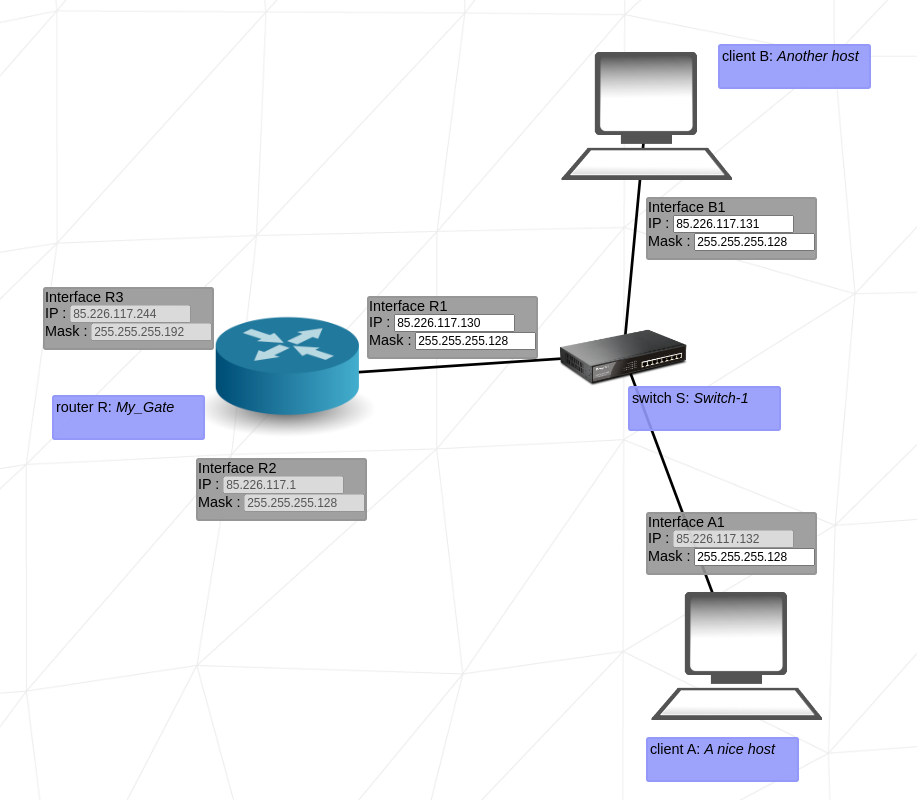 client B: Another host
Interface B1
IP : 85.226.117.131
Mask : 255.255.255.128
Interface R3
IP : 85.226.117.244
Mask : 255.255.255.192
Interface R1
IP : 85.226.117.130
Mask : 255.255.255.128
router R: My_Gate
switch S: Switch-1
Interface R2
IP : 85.226.117.1
Mask : 255.255.255.128
Interface A1
IP : 85.226.117.132
Mask : 255.255.255.128
client A: A nice host